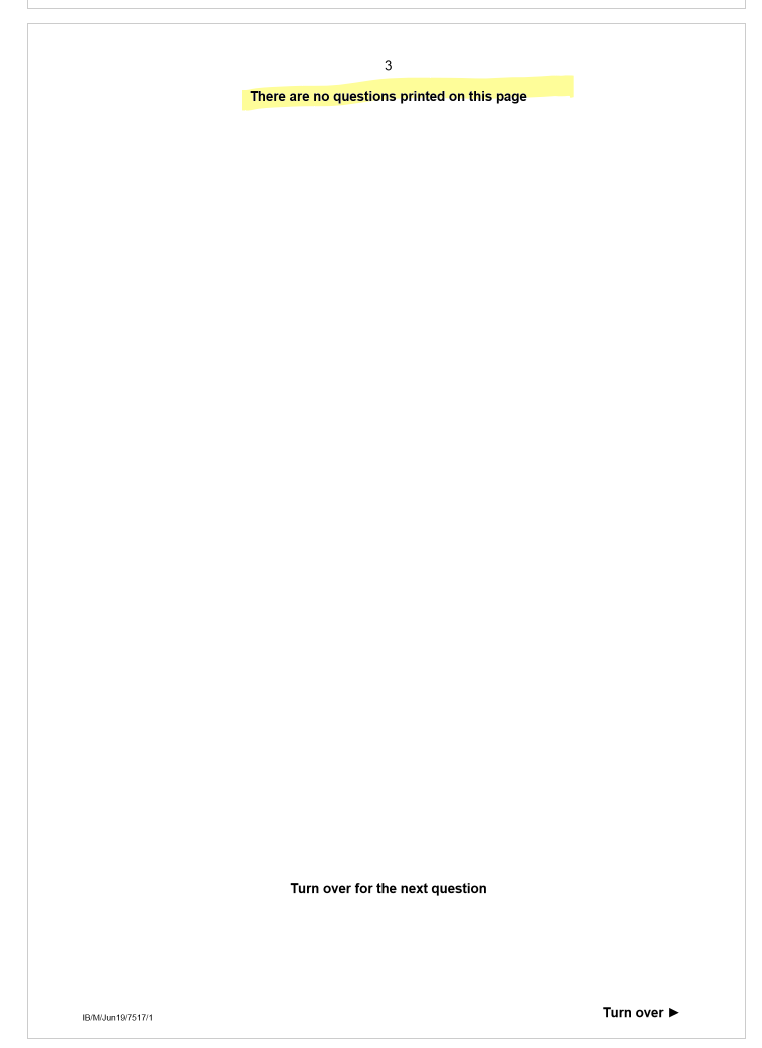 3
There are no questions printed on this page
Turn over for the next question
IB/M/Jun19/7517/1
Turn over ►